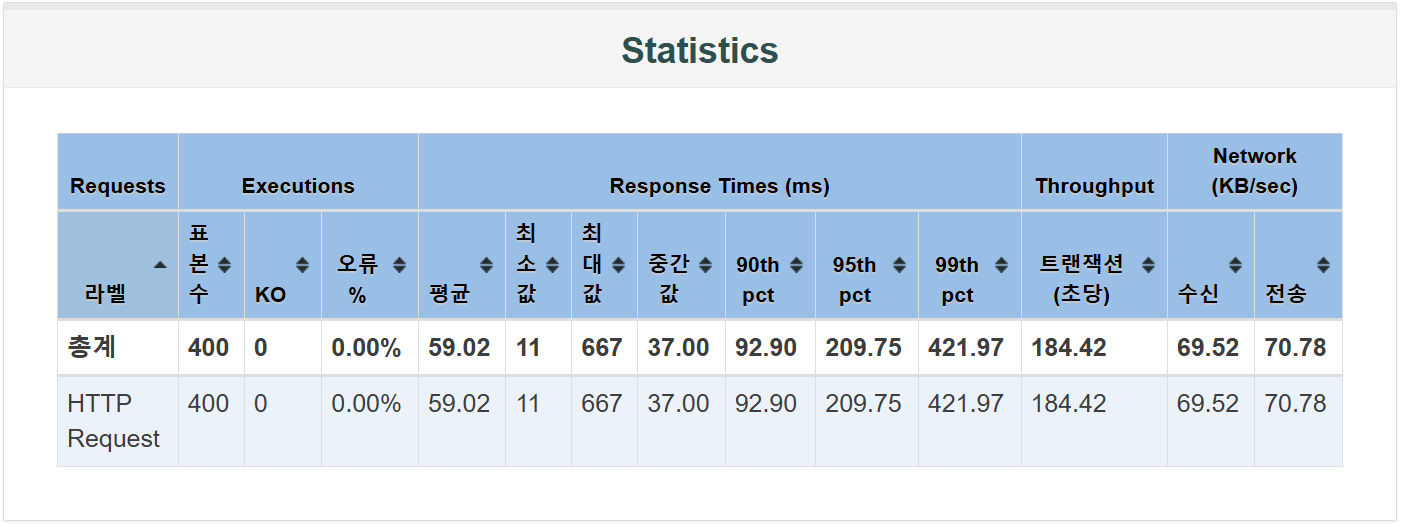 Statistics
Requests Executions Response Times (ms) Throughput Network (KB/sec)
라벨 표본수 KO 오류 % 평균 최소값 최대값 중간값 90th pct 95th pct 99th pct 트랜잭션 (초당) 수신 전송
총계 400 0 0.00% 59.02 11 667 37.00 92.90 209.75 421.97 184.42 69.52 70.78
HTTP Request 400 0 0.00% 59.02 11 667 37.00 92.90 209.75 421.97 184.42 69.52 70.78